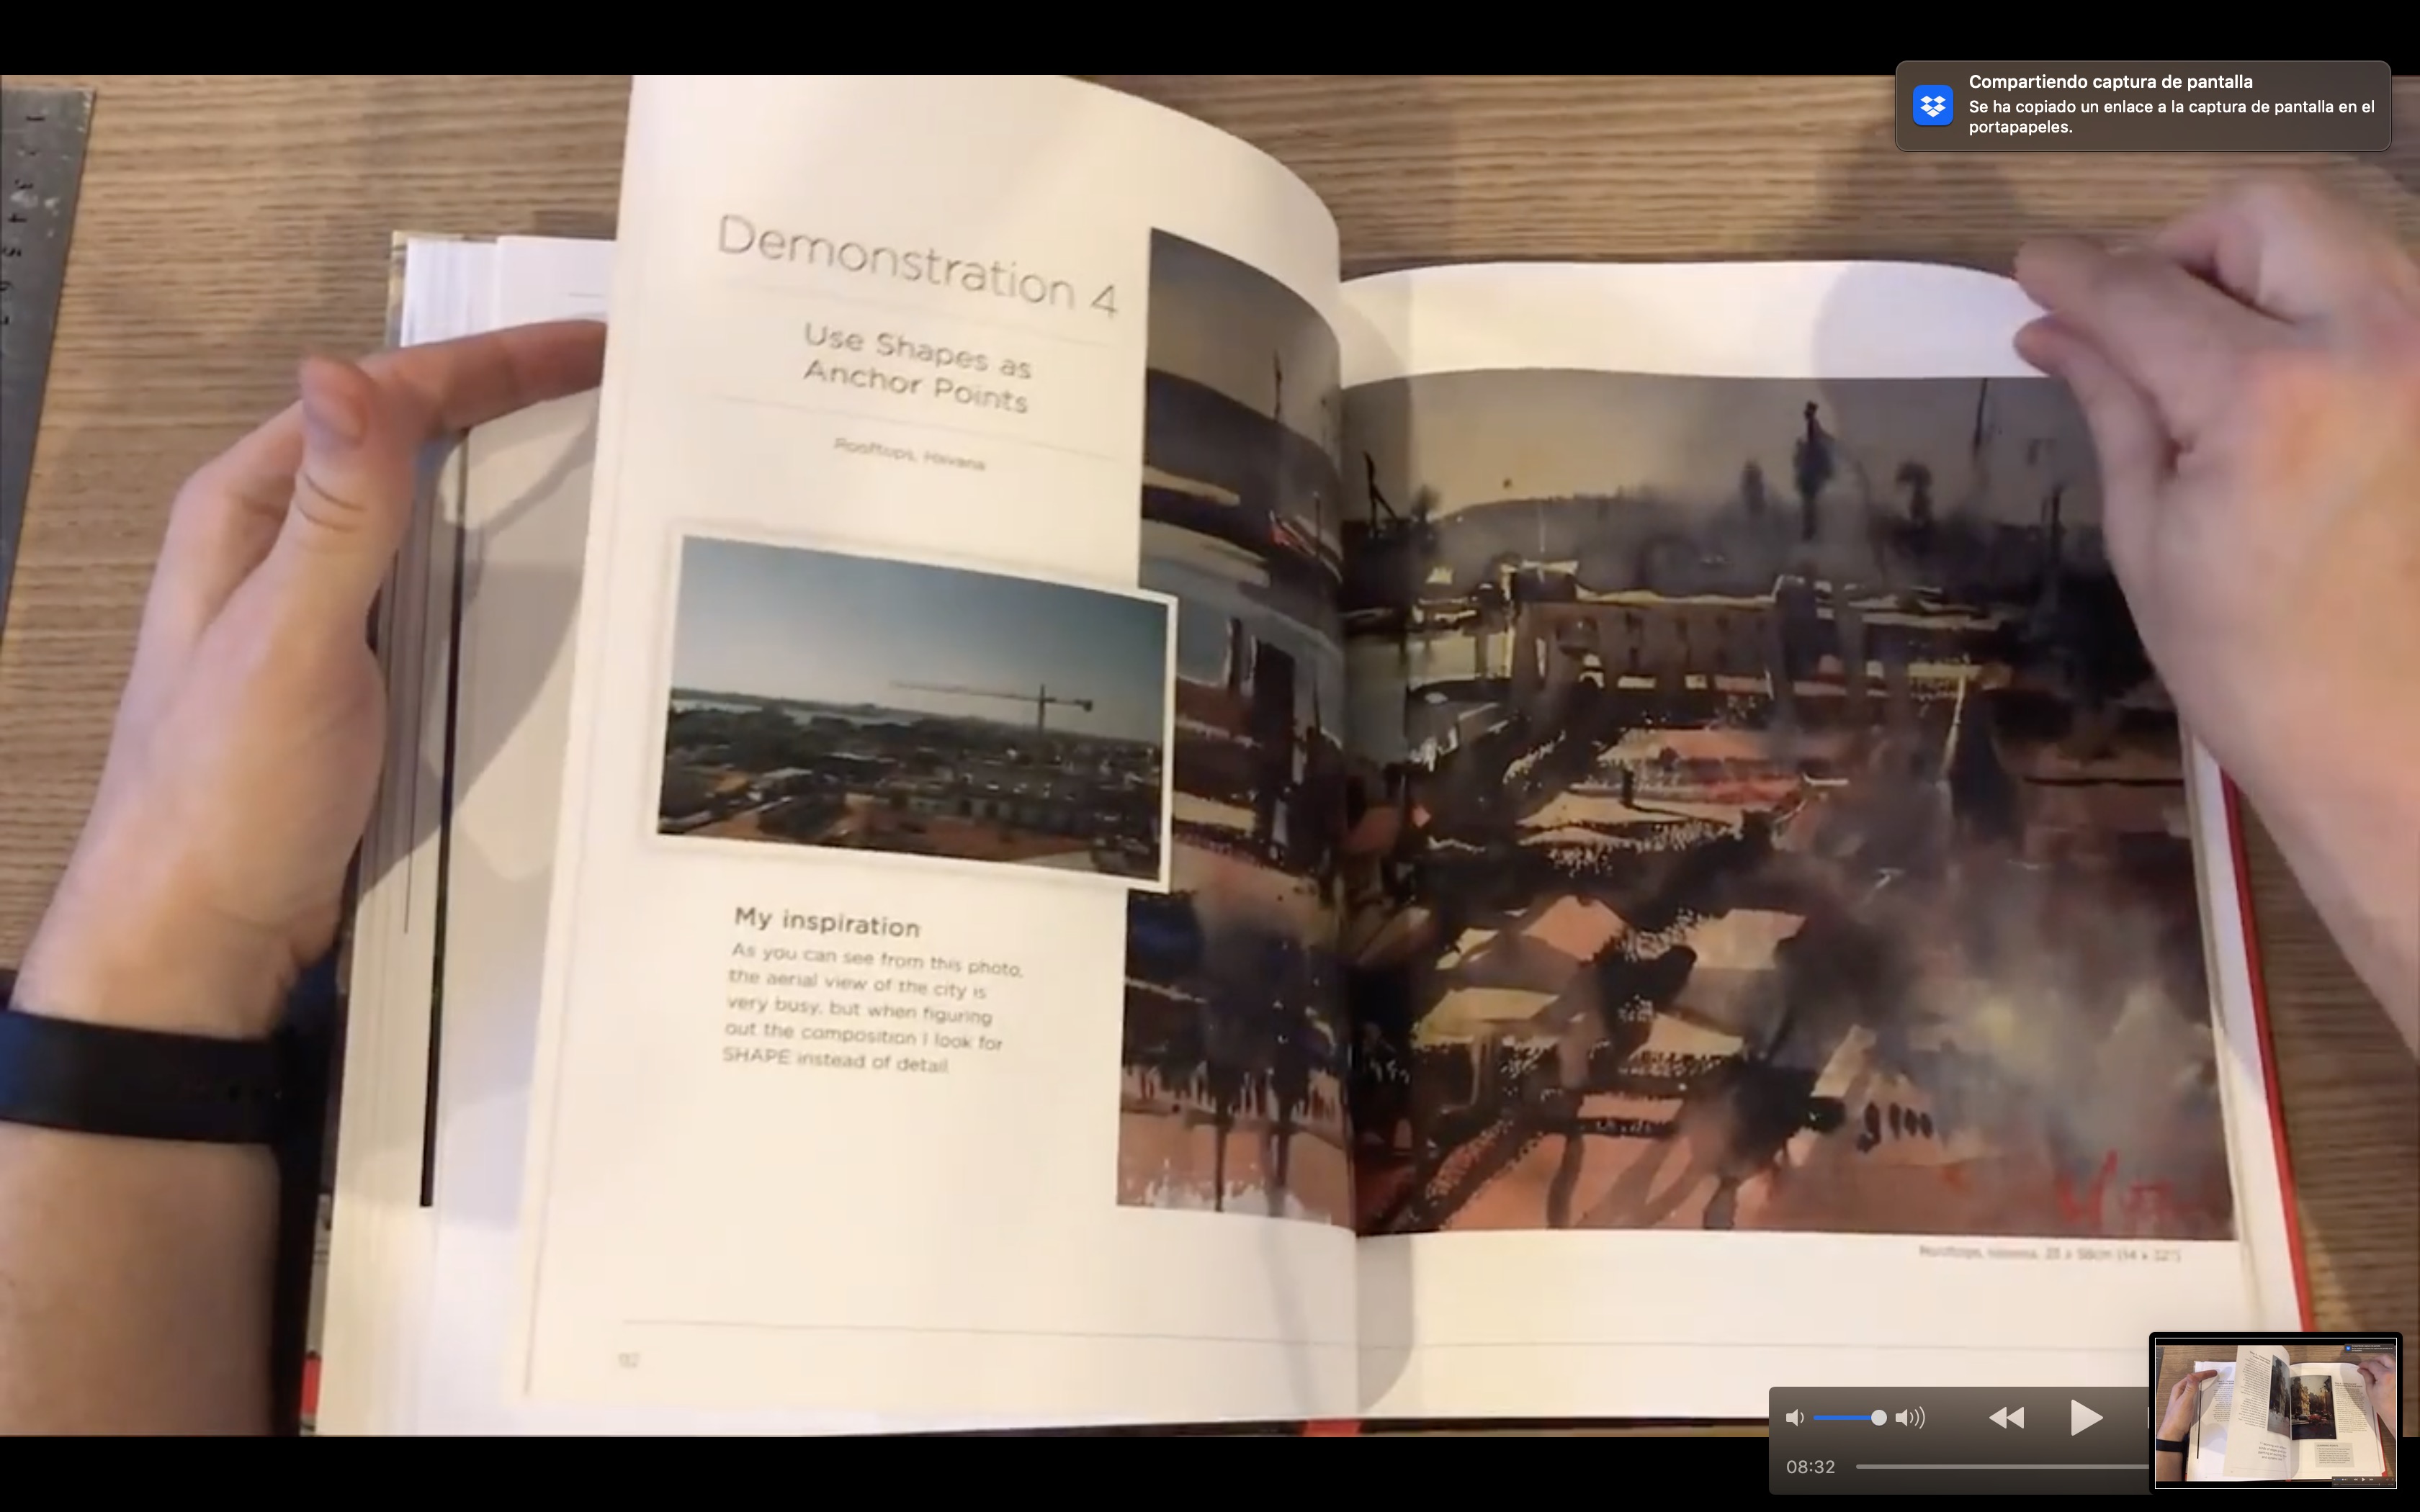 Compartiendo captura de pantalla
Se ha copiado un enlace a la captura de pantalla en el
portapapeles.
Demonstration 4
Use Shapes as
Anchor Points
Rooftops, Havana
My inspiration
As you can see from this photo,
the aerial view of the city is
very busy, but when figuring
out the composition I look for
SHAPE instead of detail.
Rooftops, Havana,
08:32